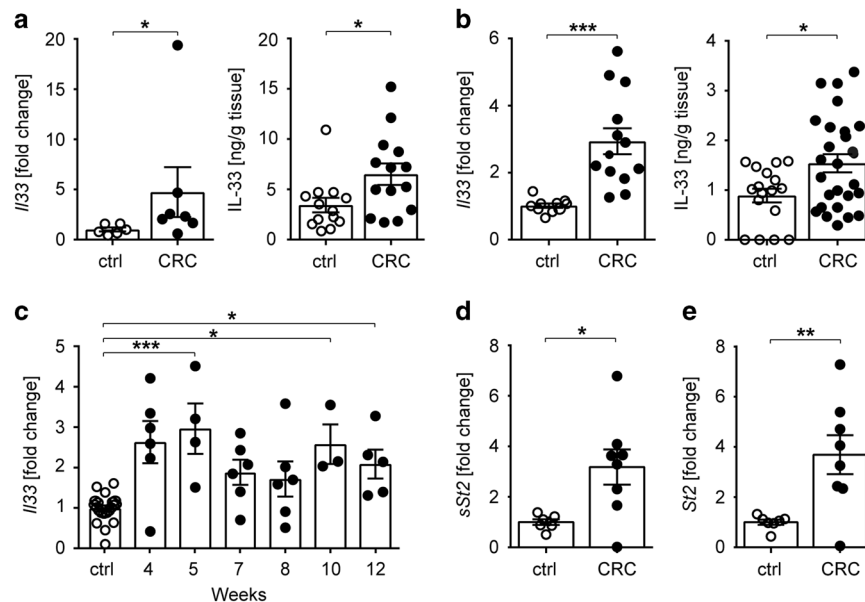 a
*
Il33 [fold change]
20
15
10
5
0
ctrl CRC
*
IL-33 [ng/g tissue]
20
15
10
5
0
ctrl CRC
b
***
Il33 [fold change]
6
4
2
0
ctrl CRC
*
IL-33 [ng/g tissue]
4
3
2
1
0
ctrl CRC
c
*
*
***
Il33 [fold change]
5
4
3
2
1
0
ctrl 4 5 7 8 10 12
Weeks
d
*
sSt2 [fold change]
8
6
4
2
0
ctrl CRC
e
**
St2 [fold change]
8
6
4
2
0
ctrl CRC